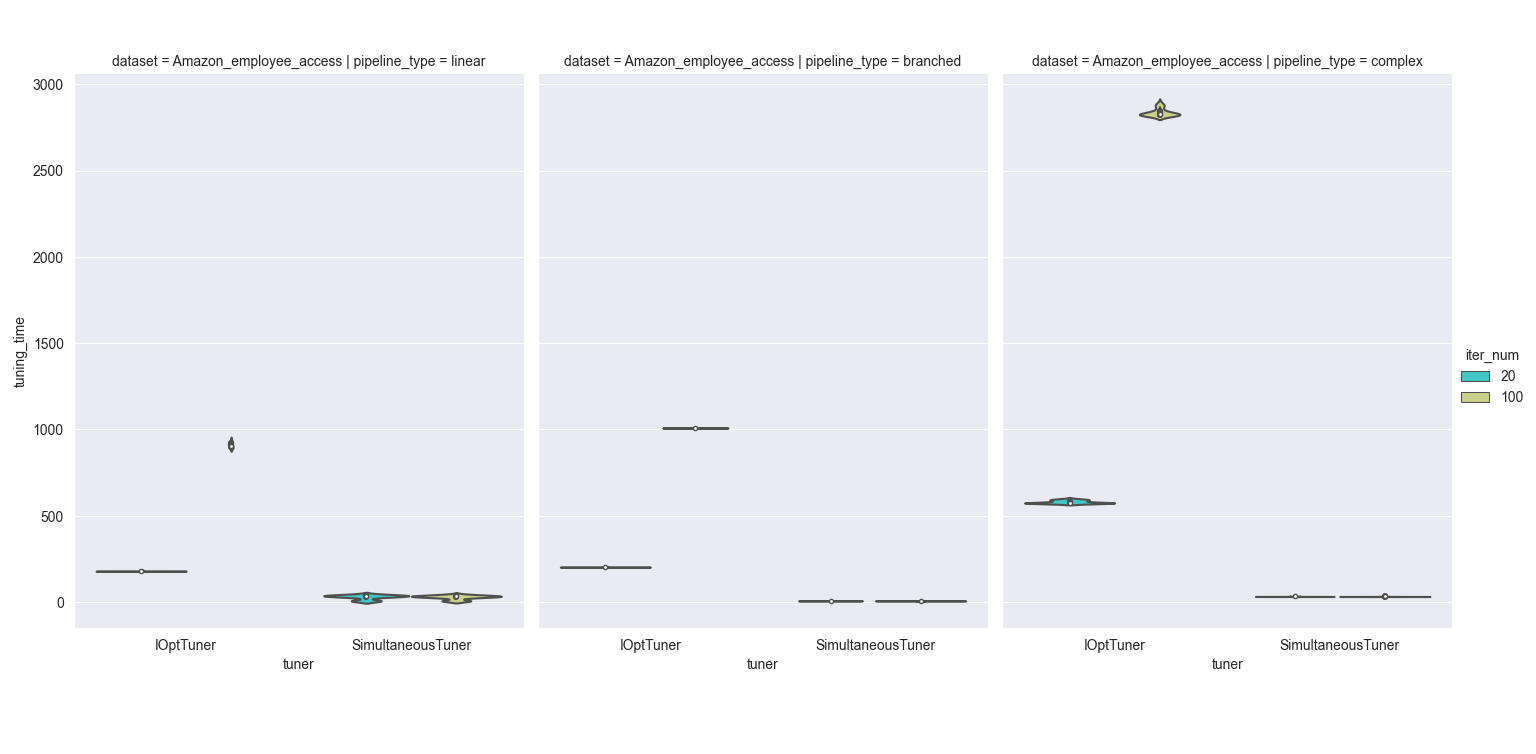 dataset = Amazon_employee_access | pipeline_type = linear
dataset = Amazon_employee_access | pipeline_type = branched
dataset = Amazon_employee_access | pipeline_type = complex
3000
2500
2000
1500
1000
500
0
tuning_time
IOptTuner
SimultaneousTuner
tuner
IOptTuner
SimultaneousTuner
tuner
IOptTuner
SimultaneousTuner
tuner
iter_num
20
100